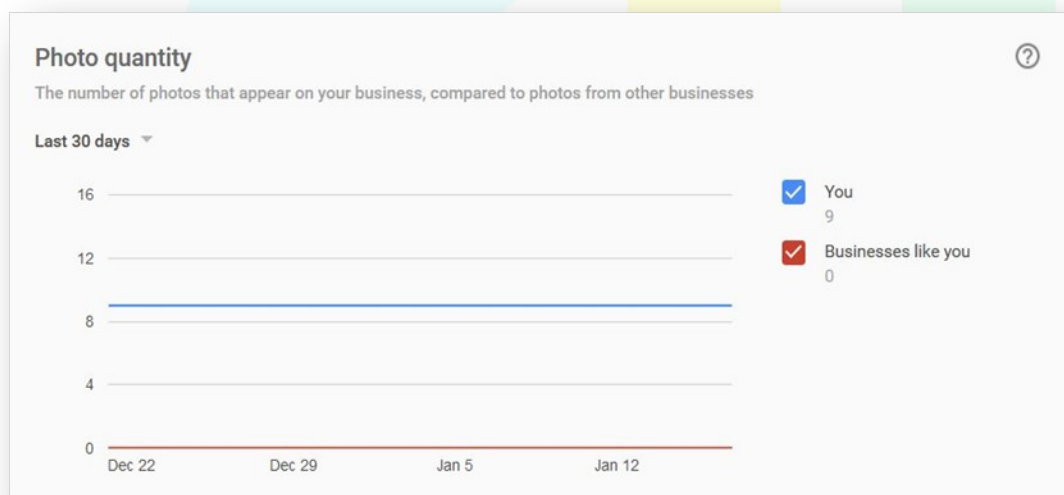 Photo quantity
The number of photos that appear on your business, compared to photos from other businesses
Last 30 days
16
12
8
4
0
Dec 22
Dec 29
Jan 5
Jan 12
You
9
Businesses like you
0